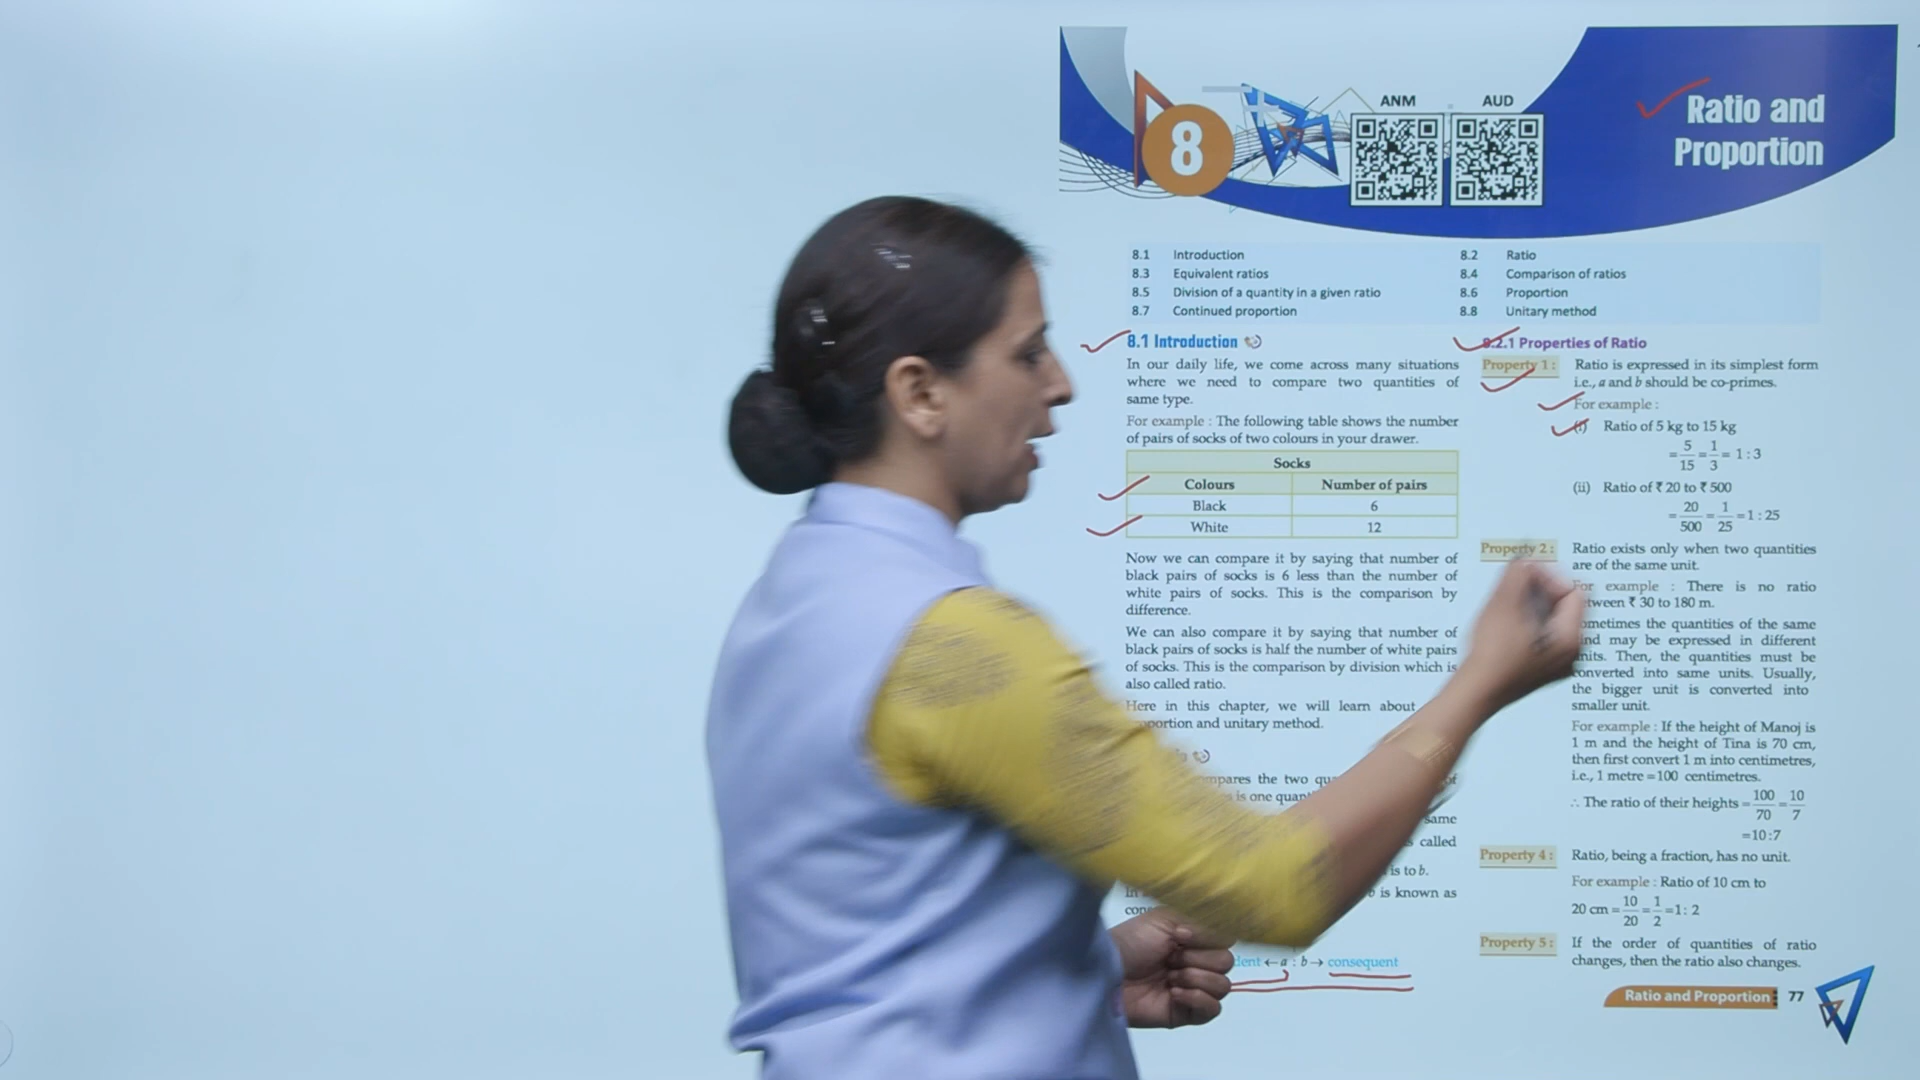 ANM AUD
8
Ratio and
Proportion
8.1 Introduction
8.2 Ratio
8.3 Equivalent ratios
8.4 Comparison of ratios
8.5 Division of a quantity in a given ratio
8.6 Proportion
8.7 Continued proportion
8.8 Unitary method
8.1 Introduction
In our daily life, we come across many situations
where we need to compare two quantities of
same type.
For example : The following table shows the number
of pairs of socks of two colours in your drawer.
Socks
Colours Number of pairs
Black 6
White 12
Now we can compare it by saying that number of
black pairs of socks is 6 less than the number of
white pairs of socks. This is the comparison by
difference.
We can also compare it by saying that number of
black pairs of socks is half the number of white pairs
of socks. This is the comparison by division which is
also called ratio.
Here in this chapter, we will learn about
and unitary method.
the two
is one
same
called
is to b.
is known as
← a : b → consequent
8.2.1 Properties of Ratio
Property 1 : Ratio is expressed in its simplest form
i.e., a and b should be co-primes.
For example :
(i) Ratio of 5 kg to 15 kg
= 5/15 = 1/3 = 1 : 3
(ii) Ratio of ₹ 20 to ₹ 500
= 20/500 = 1/25 = 1 : 25
Property 2 : Ratio exists only when two quantities
are of the same unit.
For example : There is no ratio
₹ 30 to 180 m.
the quantities of the same
may be expressed in different
Then, the quantities must be
converted into same units. Usually,
the bigger unit is converted into
smaller unit.
For example : If the height of Manoj is
1 m and the height of Tina is 70 cm,
then first convert 1 m into centimetres,
i.e., 1 metre = 100 centimetres.
∴ The ratio of their heights = 100/70 = 10/7
= 10 : 7
Property 4 : Ratio, being a fraction, has no unit.
For example : Ratio of 10 cm to
20 cm = 10/20 = 1/2 = 1 : 2
Property 5 : If the order of quantities of ratio
changes, then the ratio also changes.
Ratio and Proportion 77